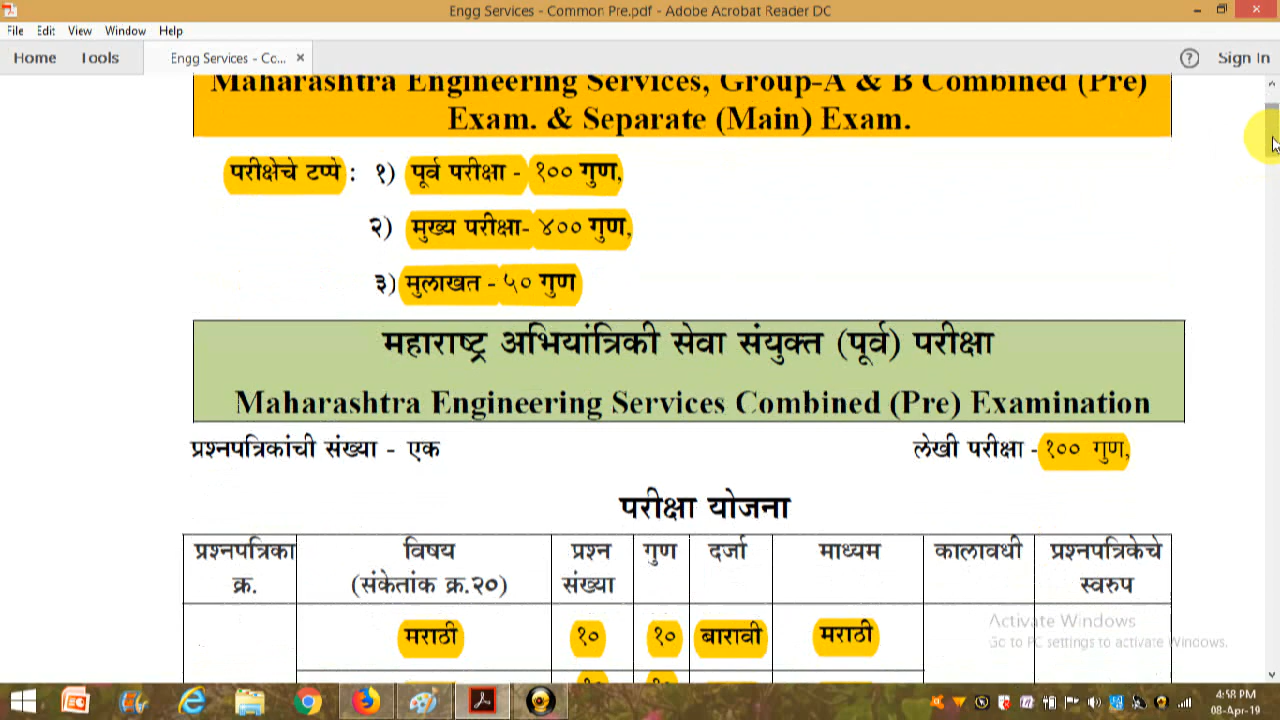 Engg Services - Common Pre.pdf - Adobe Acrobat Reader DC
File Edit View Window Help
Home Tools Engg Services - Cc... × ? Sign In
Maharashtra Engineering Services, Group-A & B Combined (Pre)
Exam. & Separate (Main) Exam.
परीक्षेचे टप्पे : १) पूर्व परीक्षा - १०० गुण,
२) मुख्य परीक्षा- ४०० गुण,
३) मुलाखत - ५० गुण
महाराष्ट्र अभियांत्रिकी सेवा संयुक्त (पूर्व) परीक्षा
Maharashtra Engineering Services Combined (Pre) Examination
प्रश्नपत्रिकांची संख्या - एक लेखी परीक्षा - १०० गुण,
परीक्षा योजना
प्रश्नपत्रिका विषय प्रश्न गुण दर्जा माध्यम कालावधी प्रश्नपत्रिकेचे
क्र. (संकेतांक क्र.२०) संख्या स्वरुप
Activate Windows
मराठी १० १० बारावी मराठी
Go to PC settings to activate Windows.
4:58 PM
08-Apr-19